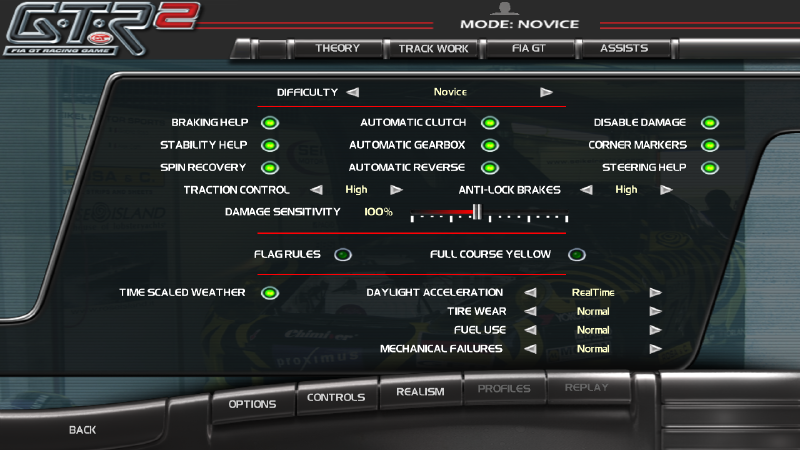 GTR2
FIA GT RACING GAME
MODE: NOVICE
THEORY TRACK WORK FIA GT ASSISTS
DIFFICULTY Novice
BRAKING HELP AUTOMATIC CLUTCH DISABLE DAMAGE
STABILITY HELP AUTOMATIC GEARBOX CORNER MARKERS
SPIN RECOVERY AUTOMATIC REVERSE STEERING HELP
TRACTION CONTROL High ANTI-LOCK BRAKES High
DAMAGE SENSITIVITY 100%
FLAG RULES FULL COURSE YELLOW
TIME SCALED WEATHER DAYLIGHT ACCELERATION RealTime
TIRE WEAR Normal
FUEL USE Normal
MECHANICAL FAILURES Normal
Chimi-er
proximus
BACK OPTIONS CONTROLS REALISM PROFILES REPLAY